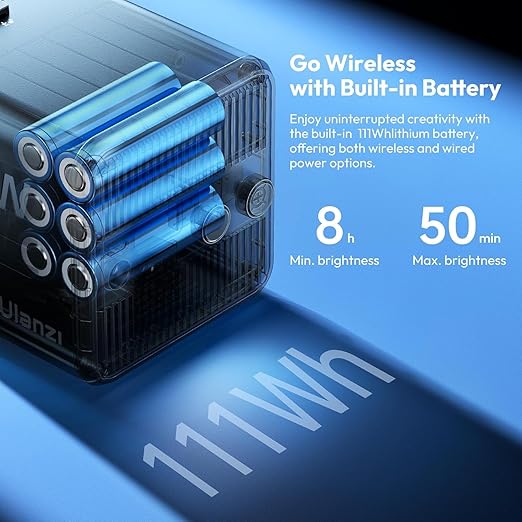 Go Wireless
with Built-in Battery
Enjoy uninterrupted creativity with
the built-in 111Whlithium battery,
offering both wireless and wired
power options.
8h
50min
Min. brightness
Max. brightness
Ulanzi
111Wh